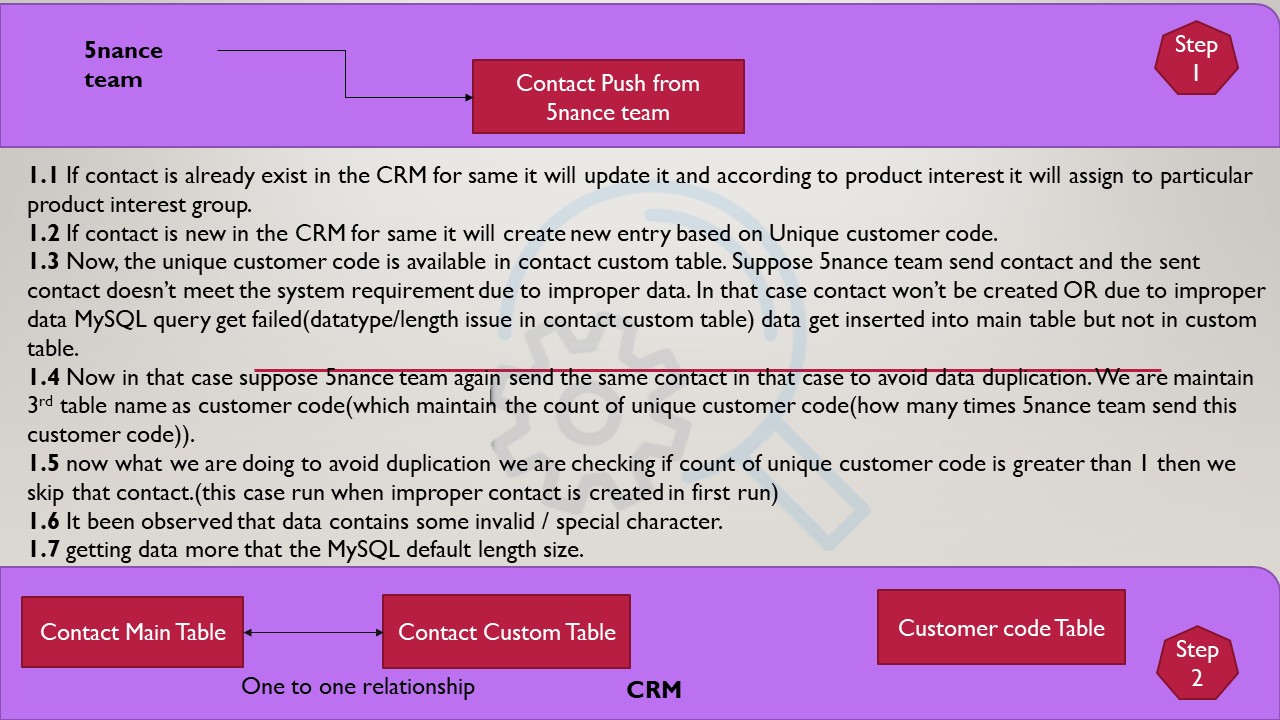 5nance
team
Contact Push from
5nance team
Step
1
1.1 If contact is already exist in the CRM for same it will update it and according to product interest it will assign to particular
product interest group.
1.2 If contact is new in the CRM for same it will create new entry based on Unique customer code.
1.3 Now, the unique customer code is available in contact custom table. Suppose 5nance team send contact and the sent
contact doesn’t meet the system requirement due to improper data. In that case contact won’t be created OR due to improper
data MySQL query get failed(datatype/length issue in contact custom table) data get inserted into main table but not in custom
table.
1.4 Now in that case suppose 5nance team again send the same contact in that case to avoid data duplication. We are maintain
3rd table name as customer code(which maintain the count of unique customer code(how many times 5nance team send this
customer code)).
1.5 now what we are doing to avoid duplication we are checking if count of unique customer code is greater than 1 then we
skip that contact.(this case run when improper contact is created in first run)
1.6 It been observed that data contains some invalid / special character.
1.7 getting data more that the MySQL default length size.
Contact Main Table
Contact Custom Table
Customer code Table
Step
2
One to one relationship
CRM